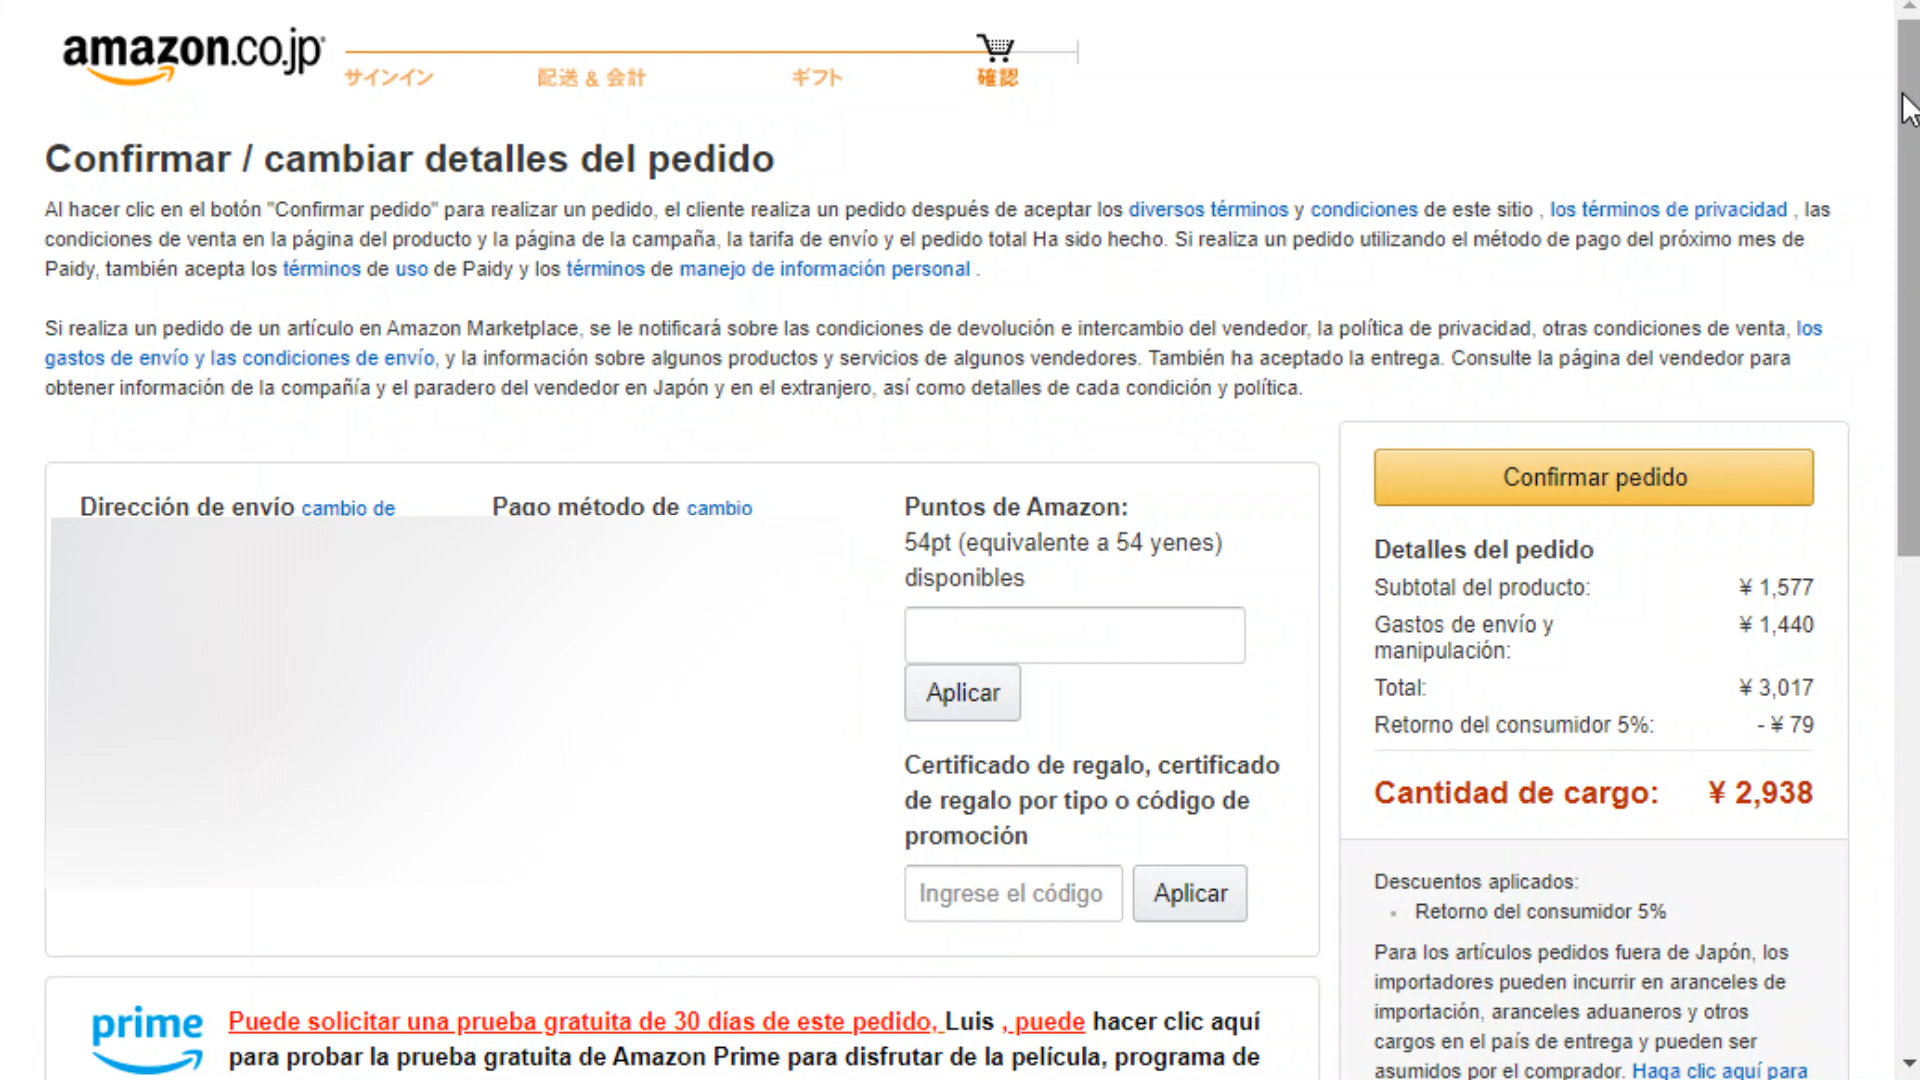 amazon.co.jp
サインイン 配送 & 会計 ギフト 確認
Confirmar / cambiar detalles del pedido
Al hacer clic en el botón "Confirmar pedido" para realizar un pedido, el cliente realiza un pedido después de aceptar los diversos términos y condiciones de este sitio , los términos de privacidad , las
condiciones de venta en la página del producto y la página de la campaña, la tarifa de envío y el pedido total Ha sido hecho. Si realiza un pedido utilizando el método de pago del próximo mes de
Paidy, también acepta los términos de uso de Paidy y los términos de manejo de información personal .
Si realiza un pedido de un artículo en Amazon Marketplace, se le notificará sobre las condiciones de devolución e intercambio del vendedor, la política de privacidad, otras condiciones de venta, los
gastos de envío y las condiciones de envío, y la información sobre algunos productos y servicios de algunos vendedores. También ha aceptado la entrega. Consulte la página del vendedor para
obtener información de la compañía y el paradero del vendedor en Japón y en el extranjero, así como detalles de cada condición y política.
Dirección de envío cambio de
Pago método de cambio
Puntos de Amazon:
54pt (equivalente a 54 yenes)
disponibles
Aplicar
Certificado de regalo, certificado
de regalo por tipo o código de
promoción
Ingrese el código Aplicar
Confirmar pedido
Detalles del pedido
Subtotal del producto: ¥ 1,577
Gastos de envío y ¥ 1,440
manipulación:
Total: ¥ 3,017
Retorno del consumidor 5%: - ¥ 79
Cantidad de cargo: ¥ 2,938
Descuentos aplicados:
Retorno del consumidor 5%
Para los artículos pedidos fuera de Japón, los
importadores pueden incurrir en aranceles de
importación, aranceles aduaneros y otros
cargos en el país de entrega y pueden ser
asumidos por el comprador. Haga clic aquí para
prime
Puede solicitar una prueba gratuita de 30 días de este pedido, Luis , puede hacer clic aquí
para probar la prueba gratuita de Amazon Prime para disfrutar de la película, programa de